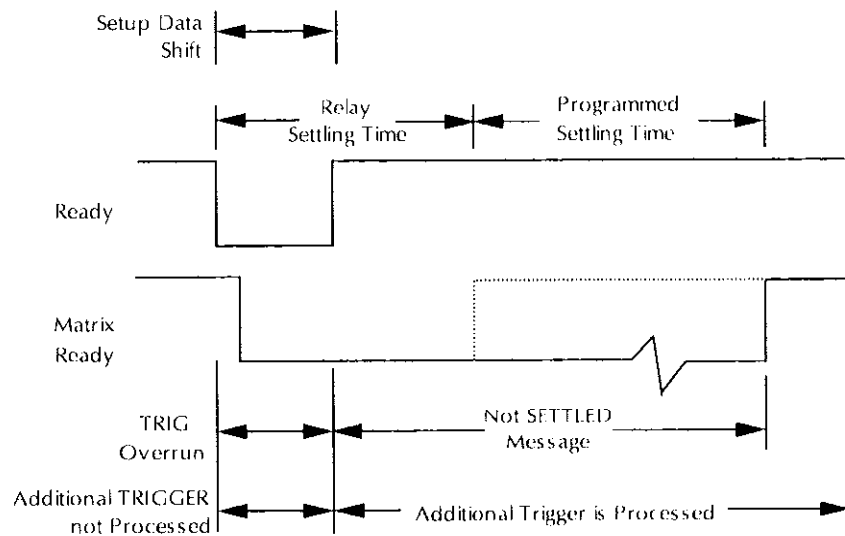 Setup Data
Shift
Relay
Settling Time
Programmed
Settling Time
Ready
Matrix
Ready
TRIG
Overrun
Not SETTLED
Message
Additional TRIGGER
not Processed
Additional Trigger is Processed